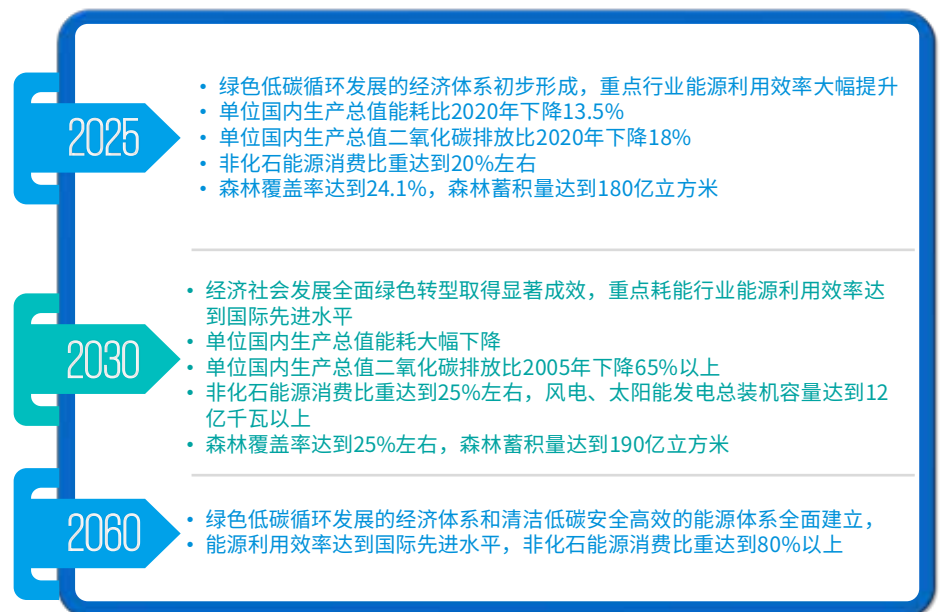 2025
• 绿色低碳循环发展的经济体系初步形成，重点行业能源利用效率大幅提升
• 单位国内生产总值能耗比2020年下降13.5%
• 单位国内生产总值二氧化碳排放比2020年下降18%
• 非化石能源消费比重达到20%左右
• 森林覆盖率达到24.1%，森林蓄积量达到180亿立方米
2030
• 经济社会发展全面绿色转型取得显著成效，重点耗能行业能源利用效率达
到国际先进水平
• 单位国内生产总值能耗大幅下降
• 单位国内生产总值二氧化碳排放比2005年下降65%以上
• 非化石能源消费比重达到25%左右，风电、太阳能发电总装机容量达到12
亿千瓦以上
• 森林覆盖率达到25%左右，森林蓄积量达到190亿立方米
2060
• 绿色低碳循环发展的经济体系和清洁低碳安全高效的能源体系全面建立，
• 能源利用效率达到国际先进水平，非化石能源消费比重达到80%以上